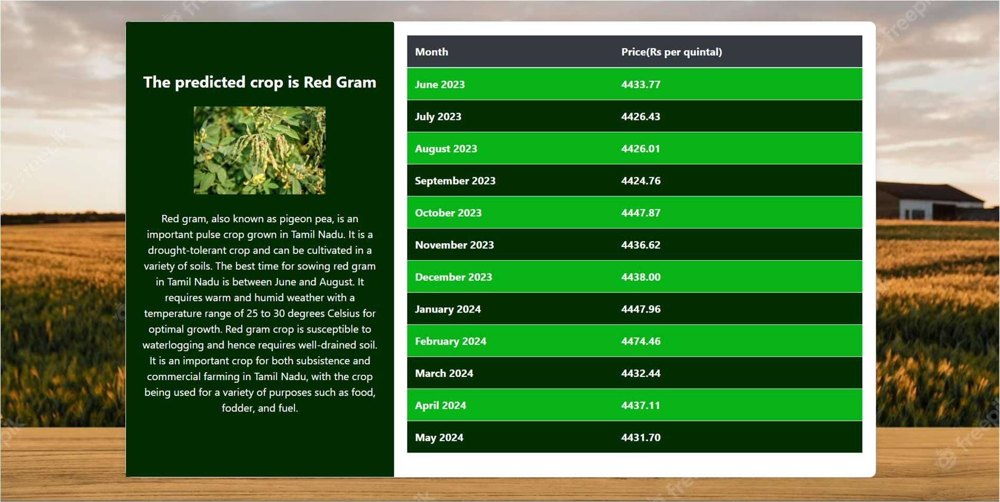 The predicted crop is Red Gram
Red gram, also known as pigeon pea, is an
important pulse crop grown in Tamil Nadu. It is a
drought-tolerant crop and can be cultivated in a
variety of soils. The best time for sowing red gram
in Tamil Nadu is between June and August. It
requires warm and humid weather with a
temperature range of 25 to 30 degrees Celsius for
optimal growth. Red gram crop is susceptible to
waterlogging and hence requires well-drained soil.
It is an important crop for both subsistence and
commercial farming in Tamil Nadu, with the crop
being used for a variety of purposes such as food,
fodder, and fuel.
Month Price(Rs per quintal)
June 2023 4433.77
July 2023 4426.43
August 2023 4426.01
September 2023 4424.76
October 2023 4447.87
November 2023 4436.62
December 2023 4438.00
January 2024 4447.96
February 2024 4474.46
March 2024 4432.44
April 2024 4437.11
May 2024 4431.70
freepik
freepik